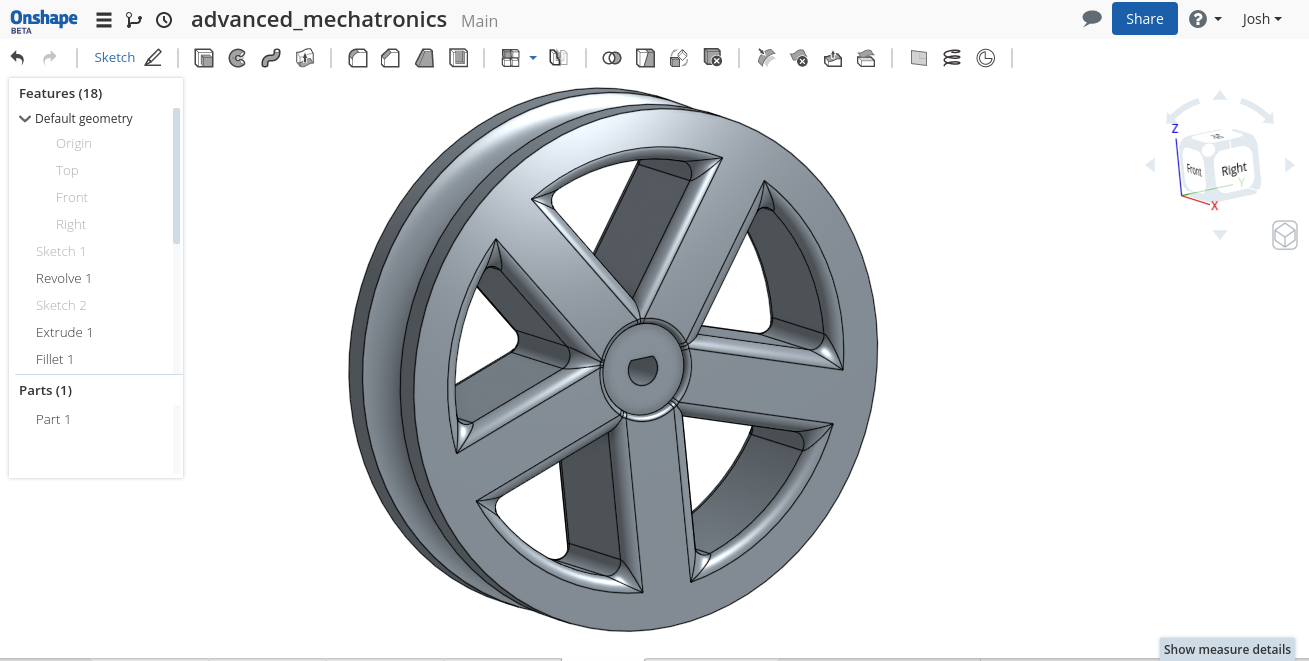 Onshape
BETA
advanced_mechatronics Main
Share
Josh
Sketch
Features (18)
Default geometry
Origin
Top
Front
Right
Sketch 1
Revolve 1
Sketch 2
Extrude 1
Fillet 1
Parts (1)
Part 1
Z
Front
Right
Y
X
Show measure details